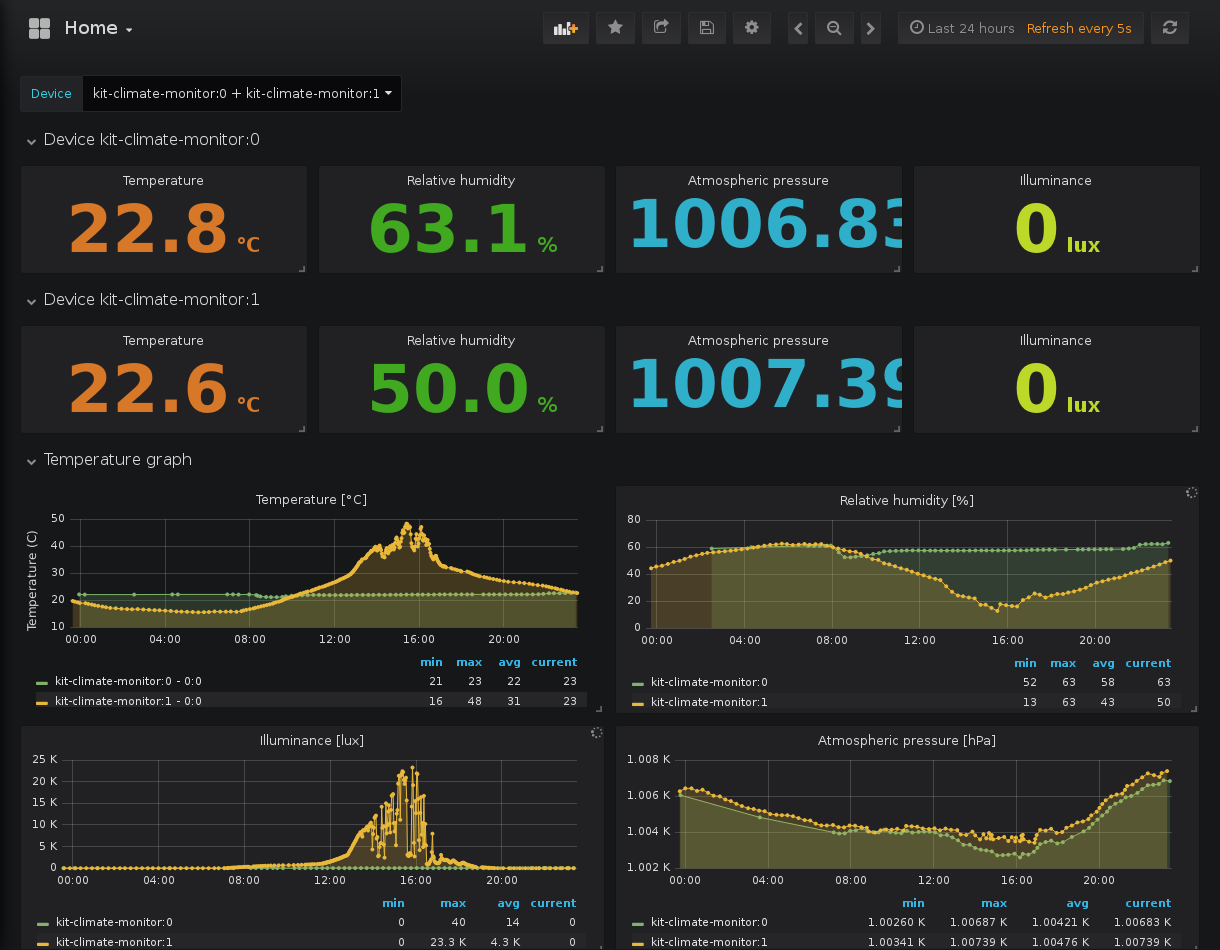 Home
Last 24 hours Refresh every 5s
Device kit-climate-monitor:0 + kit-climate-monitor:1
Device kit-climate-monitor:0
Temperature Relative humidity Atmospheric pressure Illuminance
22.8 °C 63.1 % 1006.83 0 lux
Device kit-climate-monitor:1
Temperature Relative humidity Atmospheric pressure Illuminance
22.6 °C 50.0 % 1007.39 0 lux
Temperature graph
Temperature [°C]
Temperature (C)
50
40
30
20
10
00:00 04:00 08:00 12:00 16:00 20:00
min max avg current
kit-climate-monitor:0 - 0:0 21 23 22 23
kit-climate-monitor:1 - 0:0 16 48 31 23
Relative humidity [%]
80
60
40
20
0
00:00 04:00 08:00 12:00 16:00 20:00
min max avg current
kit-climate-monitor:0 52 63 58 63
kit-climate-monitor:1 13 63 43 50
Illuminance [lux]
25 K
20 K
15 K
10 K
5 K
0
00:00 04:00 08:00 12:00 16:00 20:00
min max avg current
kit-climate-monitor:0 0 40 14 0
kit-climate-monitor:1 0 23.3 K 4.3 K 0
Atmospheric pressure [hPa]
1.008 K
1.006 K
1.004 K
1.002 K
00:00 04:00 08:00 12:00 16:00 20:00
min max avg current
kit-climate-monitor:0 1.00260 K 1.00687 K 1.00421 K 1.00683 K
kit-climate-monitor:1 1.00341 K 1.00739 K 1.00476 K 1.00739 K